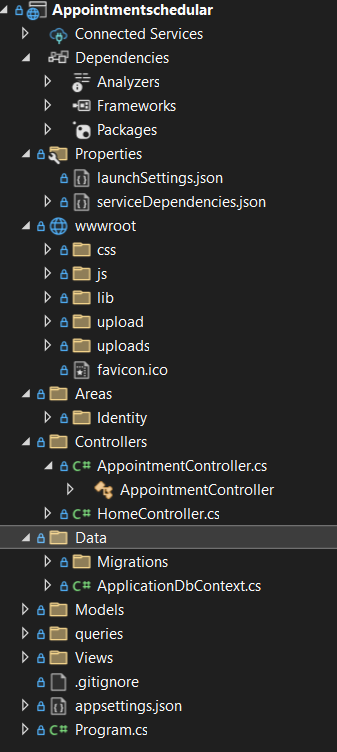 Appointmentschedular
Connected Services
Dependencies
Analyzers
Frameworks
Packages
Properties
launchSettings.json
serviceDependencies.json
wwwroot
css
js
lib
upload
uploads
favicon.ico
Areas
Identity
Controllers
C# AppointmentController.cs
AppointmentController
C# HomeController.cs
Data
Migrations
C# ApplicationDbContext.cs
Models
queries
Views
.gitignore
appsettings.json
C# Program.cs